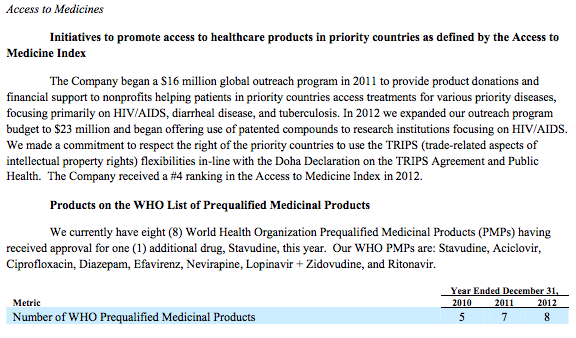 Access to Medicines
Initiatives to promote access to healthcare products in priority countries as defined by the Access to
Medicine Index
The Company began a $16 million global outreach program in 2011 to provide product donations and
financial support to nonprofits helping patients in priority countries access treatments for various priority diseases,
focusing primarily on HIV/AIDS, diarrheal disease, and tuberculosis. In 2012 we expanded our outreach program
budget to $23 million and began offering use of patented compounds to research institutions focusing on HIV/AIDS.
We made a commitment to respect the right of the priority countries to use the TRIPS (trade-related aspects of
intellectual property rights) flexibilities in-line with the Doha Declaration on the TRIPS Agreement and Public
Health. The Company received a #4 ranking in the Access to Medicine Index in 2012.
Products on the WHO List of Prequalified Medicinal Products
We currently have eight (8) World Health Organization Prequalified Medicinal Products (PMPs) having
received approval for one (1) additional drug, Stavudine, this year. Our WHO PMPs are: Stavudine, Aciclovir,
Ciprofloxacin, Diazepam, Efavirenz, Nevirapine, Lopinavir + Zidovudine, and Ritonavir.
Year Ended December 31,
Metric 2010 2011 2012
Number of WHO Prequalified Medicinal Products 5 7 8